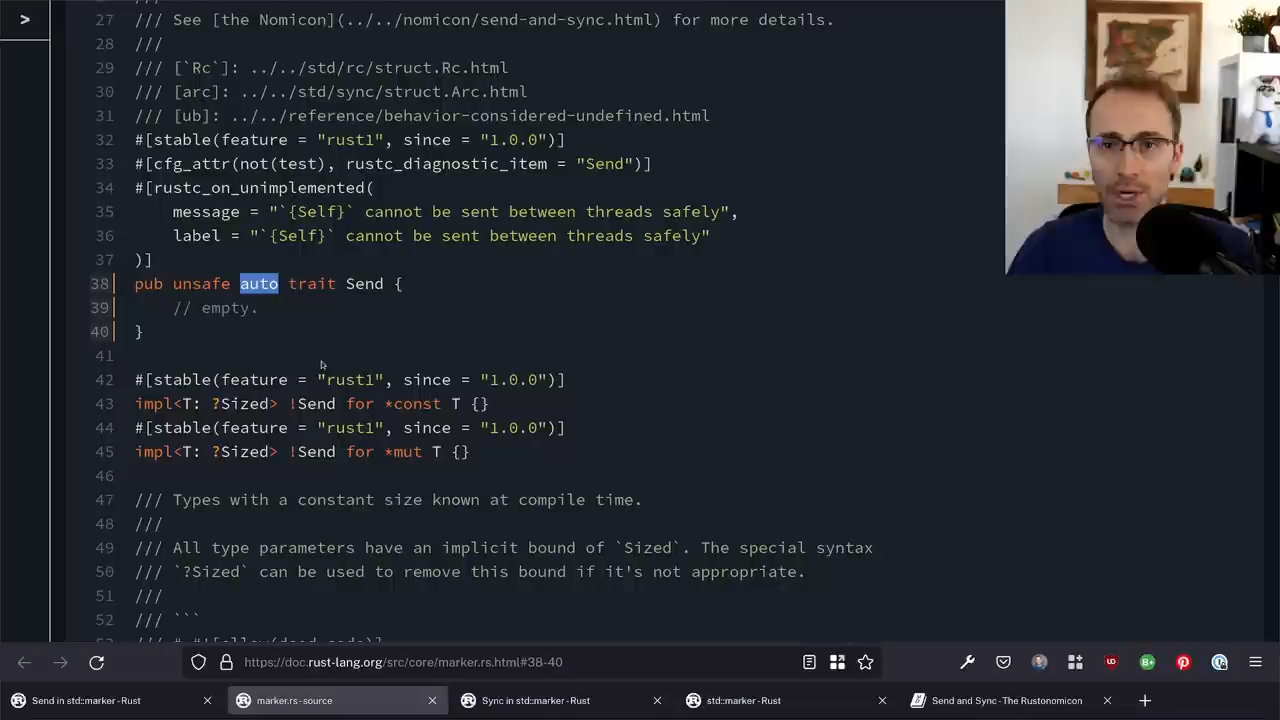 >
27 /// See [the Nomicon](../../nomicon/send-and-sync.html) for more details.
28 ///
29 /// [`Rc`]: ../../std/rc/struct.Rc.html
30 /// [arc]: ../../std/sync/struct.Arc.html
31 /// [ub]: ../../reference/behavior-considered-undefined.html
32 #[stable(feature = "rust1", since = "1.0.0")]
33 #[cfg_attr(not(test), rustc_diagnostic_item = "Send")]
34 #[rustc_on_unimplemented(
35 message = "`{Self}` cannot be sent between threads safely",
36 label = "`{Self}` cannot be sent between threads safely"
37 )]
38 pub unsafe auto trait Send {
39 // empty.
40 }
41
42 #[stable(feature = "rust1", since = "1.0.0")]
43 impl<T: ?Sized> !Send for *const T {}
44 #[stable(feature = "rust1", since = "1.0.0")]
45 impl<T: ?Sized> !Send for *mut T {}
46
47 /// Types with a constant size known at compile time.
48 ///
49 /// All type parameters have an implicit bound of `Sized`. The special syntax
50 /// `?Sized` can be used to remove this bound if it's not appropriate.
51 ///
52 /// ```
53 /// # #![allow(dead_code)]
https://doc.rust-lang.org/src/core/marker.rs.html#38-40
Send in std::marker - Rust
marker.rs - source
Sync in std::marker - Rust
std::marker - Rust
Send and Sync - The Rustonomicon